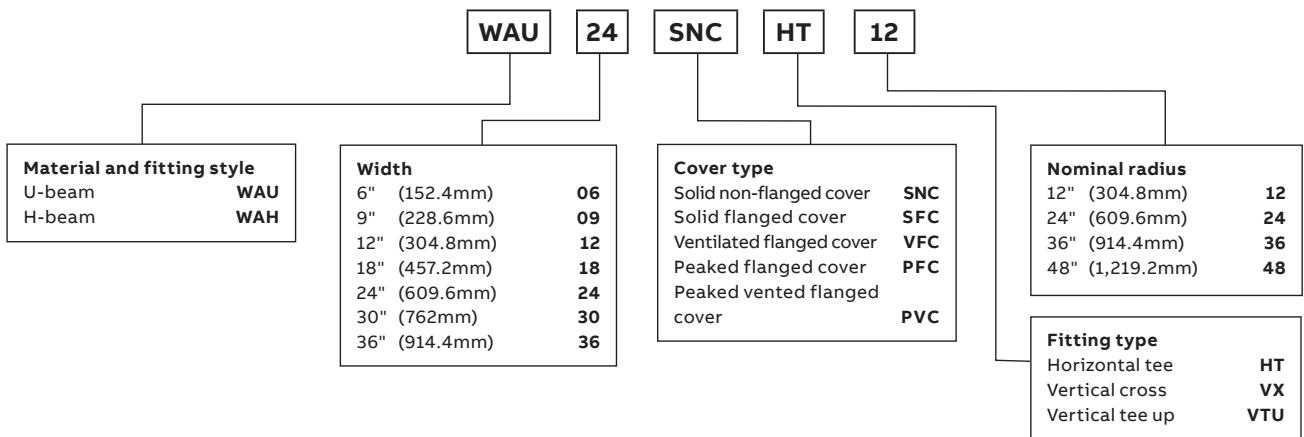 WAU 24 SNC HT 12
Material and fitting style
U-beam WAU
H-beam WAH
Width
6" (152.4mm) 06
9" (228.6mm) 09
12" (304.8mm) 12
18" (457.2mm) 18
24" (609.6mm) 24
30" (762mm) 30
36" (914.4mm) 36
Cover type
Solid non-flanged cover SNC
Solid flanged cover SFC
Ventilated flanged cover VFC
Peaked flanged cover PFC
Peaked vented flanged
cover PVC
Nominal radius
12" (304.8mm) 12
24" (609.6mm) 24
36" (914.4mm) 36
48" (1,219.2mm) 48
Fitting type
Horizontal tee HT
Vertical cross VX
Vertical tee up VTU